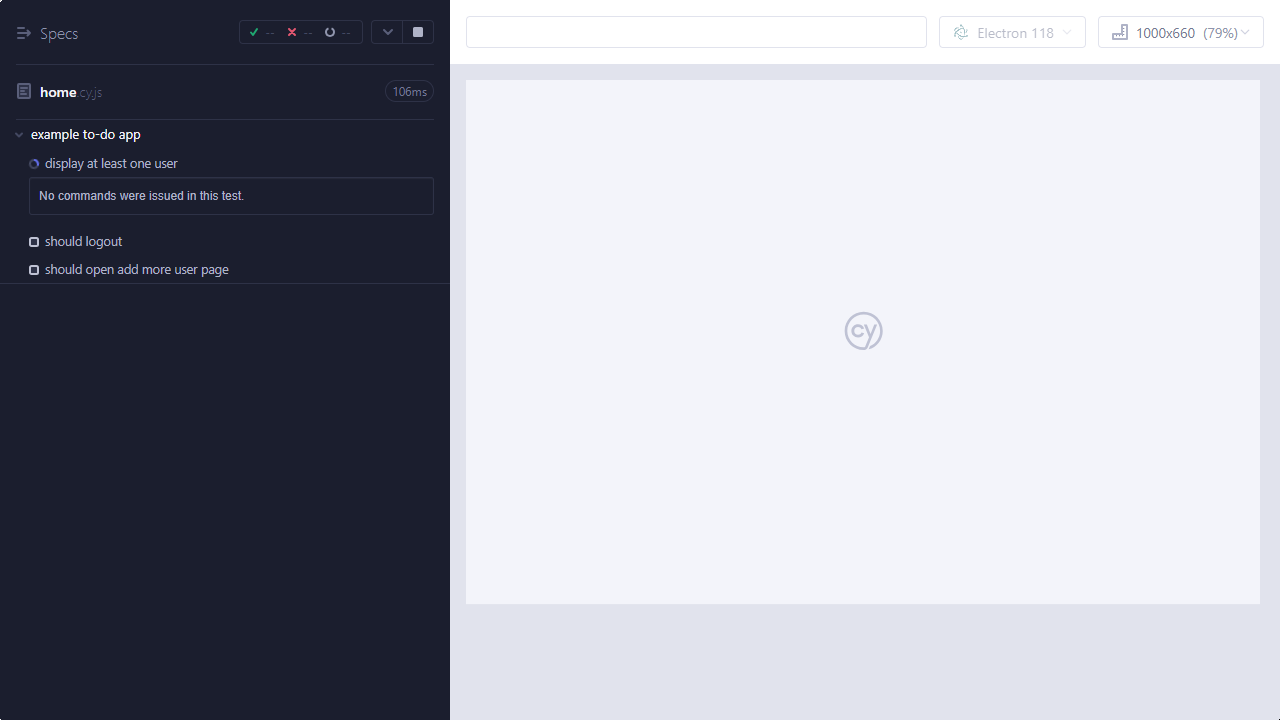 Specs
-- -- --
home.cy.js
106ms
example to-do app
display at least one user
No commands were issued in this test.
should logout
should open add more user page
Electron 118
1000x660 (79%)
cy